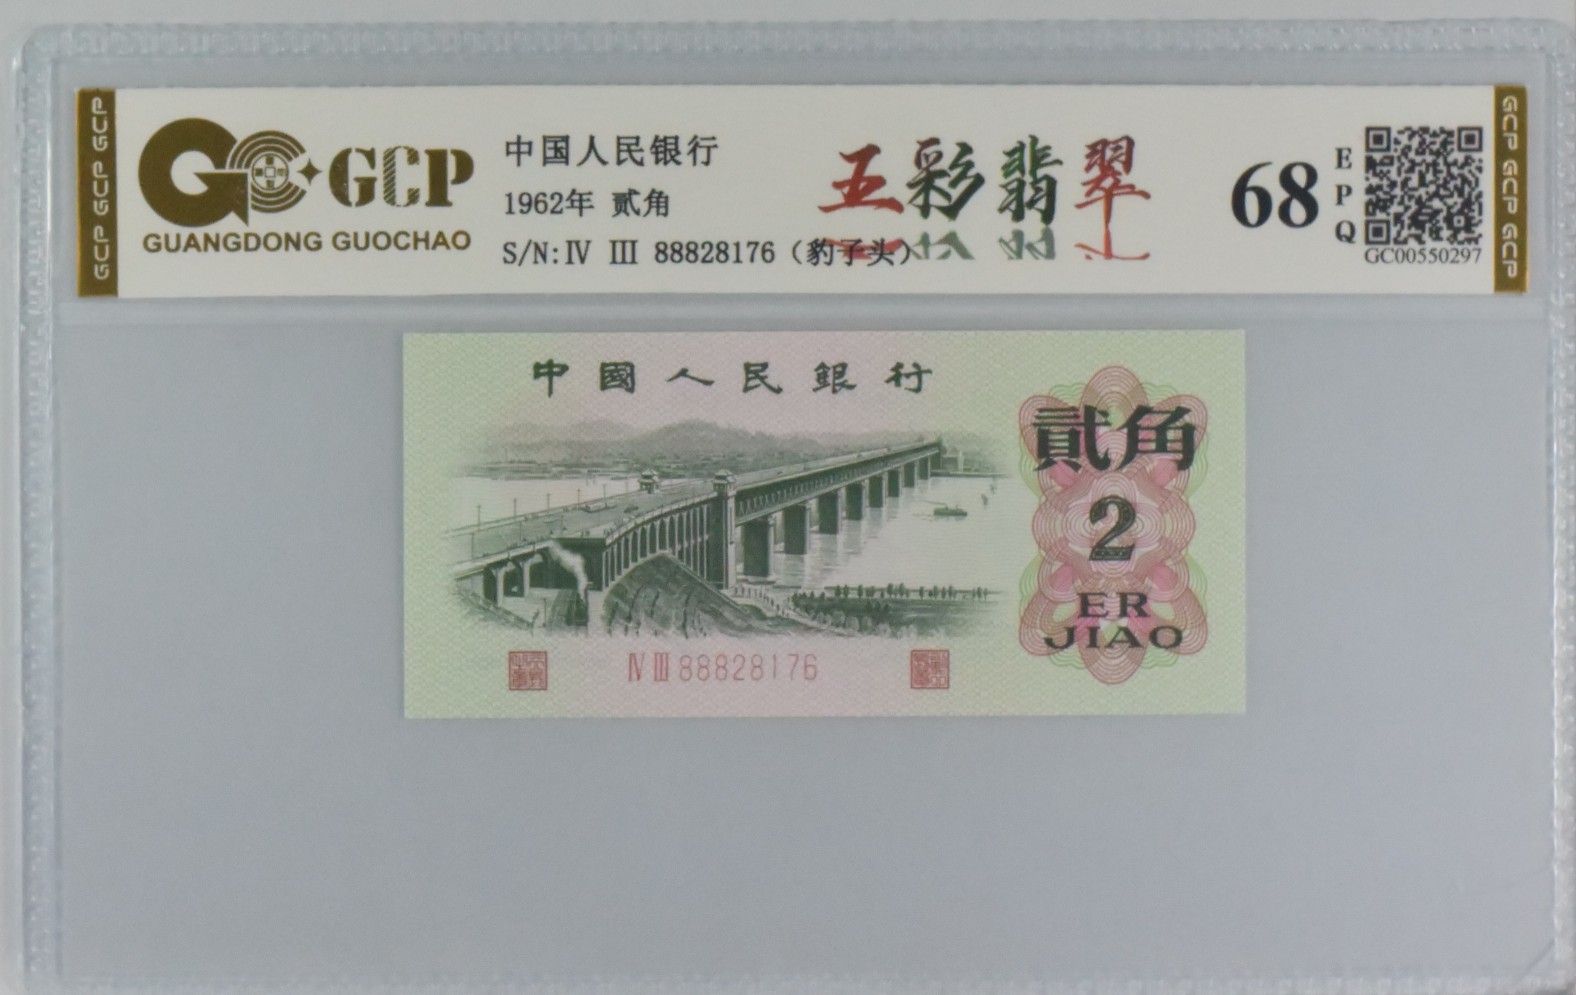 GCP GCP GCP
GCP
GUANGDONG GUOCHAO
中国人民银行
1962年 贰角
S/N:Ⅳ Ⅲ 88828176（豹子头）
五彩翡翠
68
EPQ
GC00550297
GCP GCP GCP
中國人民銀行
貳角
2
ER
JIAO
Ⅳ Ⅲ 88828176